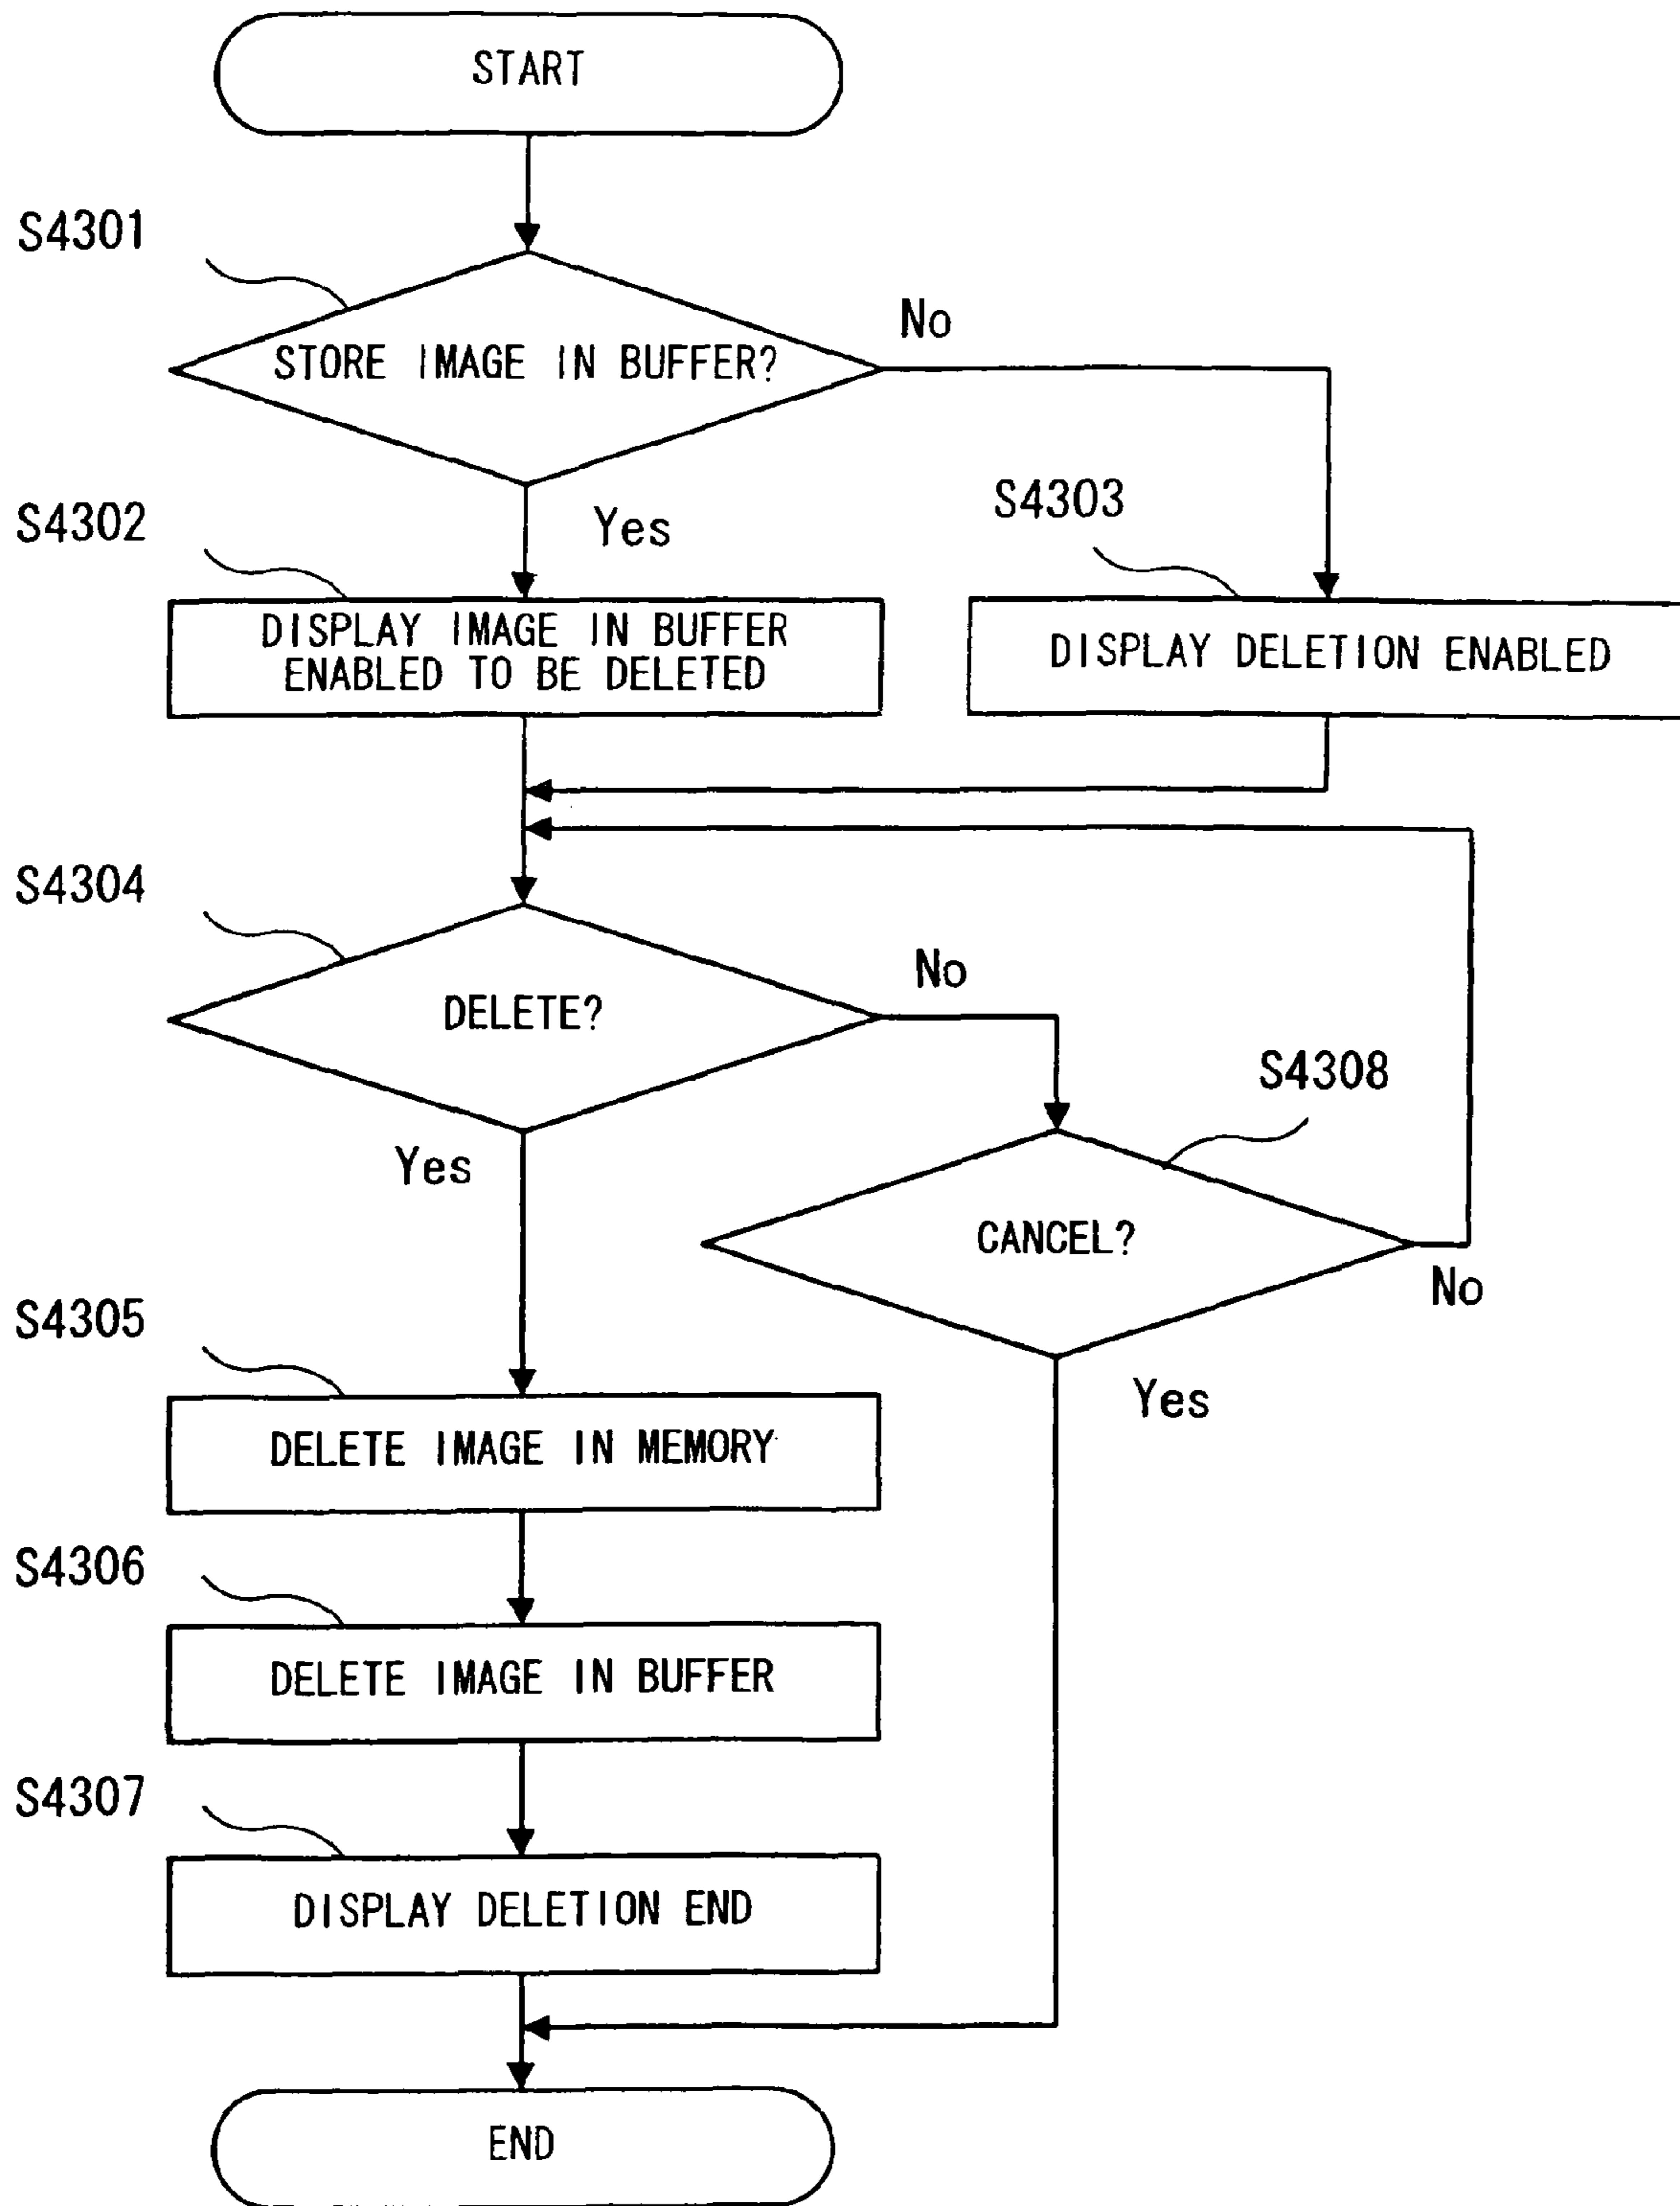 START
S4301
No
STORE IMAGE IN BUFFER?
S4302
Yes
S4303
DISPLAY IMAGE IN BUFFER
ENABLED TO BE DELETED
DISPLAY DELETION ENABLED
S4304
No
DELETE?
S4308
Yes
CANCEL?
No
S4305
Yes
DELETE IMAGE IN MEMORY
S4306
DELETE IMAGE IN BUFFER
S4307
DISPLAY DELETION END
END